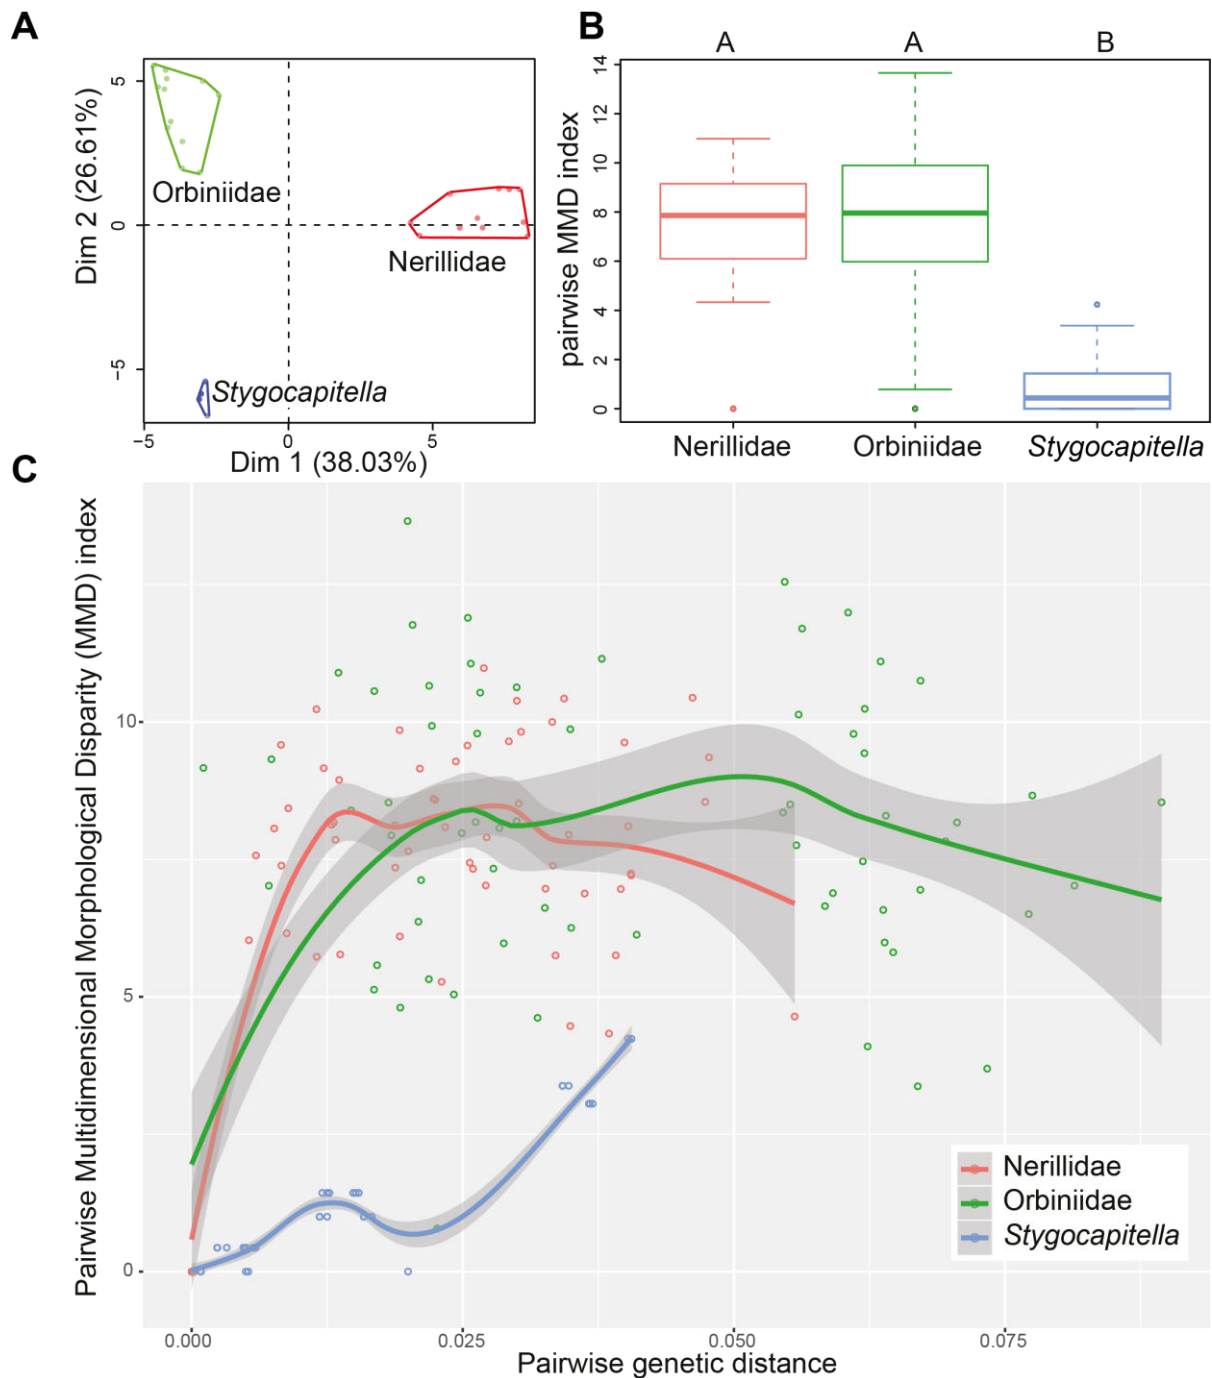 A
Dim 2 (26.61%)
5
0
−5
Orbiniidae
Nerillidae
Stygocapitella
−5
0
5
Dim 1 (38.03%)
B
A
A
B
pairwise MMD index
14
12
10
8
6
4
2
0
Nerillidae
Orbiniidae
Stygocapitella
C
Pairwise Multidimensional Morphological Disparity (MMD) index
10
5
0
Nerillidae
Orbiniidae
Stygocapitella
0.000
0.025
0.050
0.075
Pairwise genetic distance